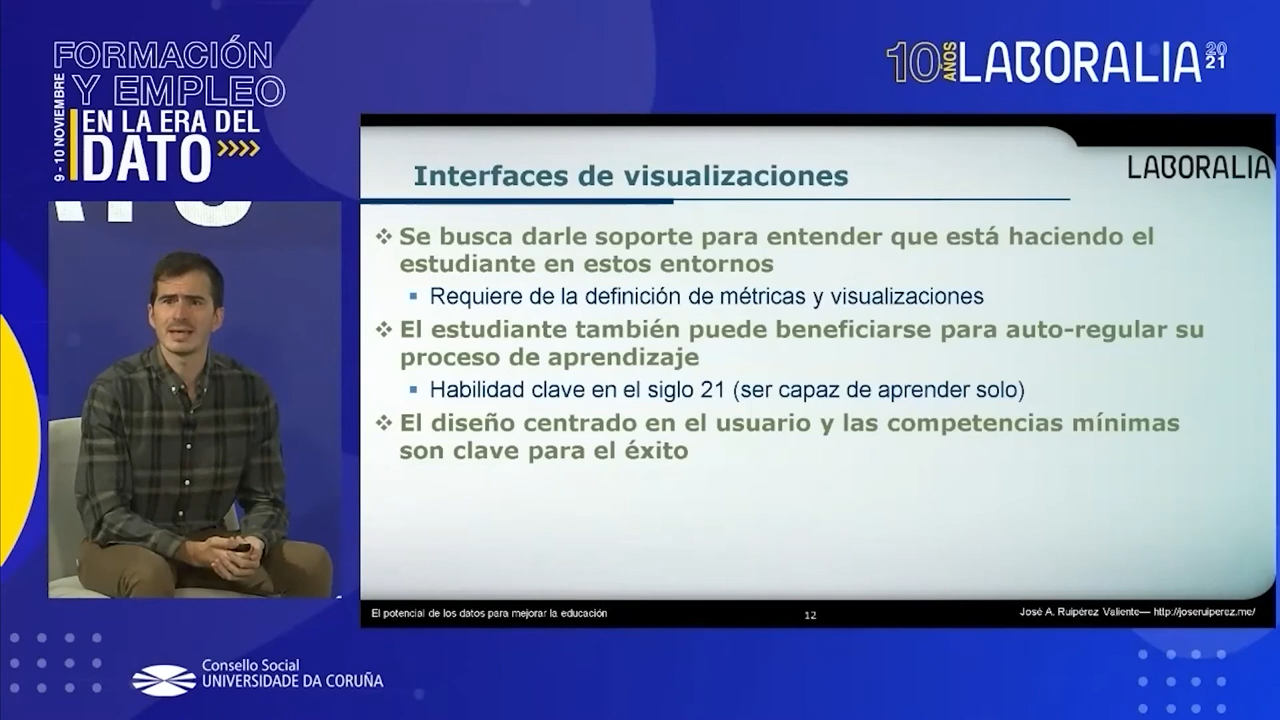 FORMACIÓN
Y EMPLEO
EN LA ERA DEL
DATO
9 - 10 NOVIEMBRE
10 AÑOS LABORALIA 2021
LABORALIA
Interfaces de visualizaciones
Se busca darle soporte para entender que está haciendo el
estudiante en estos entornos
Requiere de la definición de métricas y visualizaciones
El estudiante también puede beneficiarse para auto-regular su
proceso de aprendizaje
Habilidad clave en el siglo 21 (ser capaz de aprender solo)
El diseño centrado en el usuario y las competencias mínimas
son clave para el éxito
El potencial de los datos para mejorar la educación
12
José A. Ruipérez Valiente— http://joseruiperez.me/
Consello Social
UNIVERSIDADE DA CORUÑA